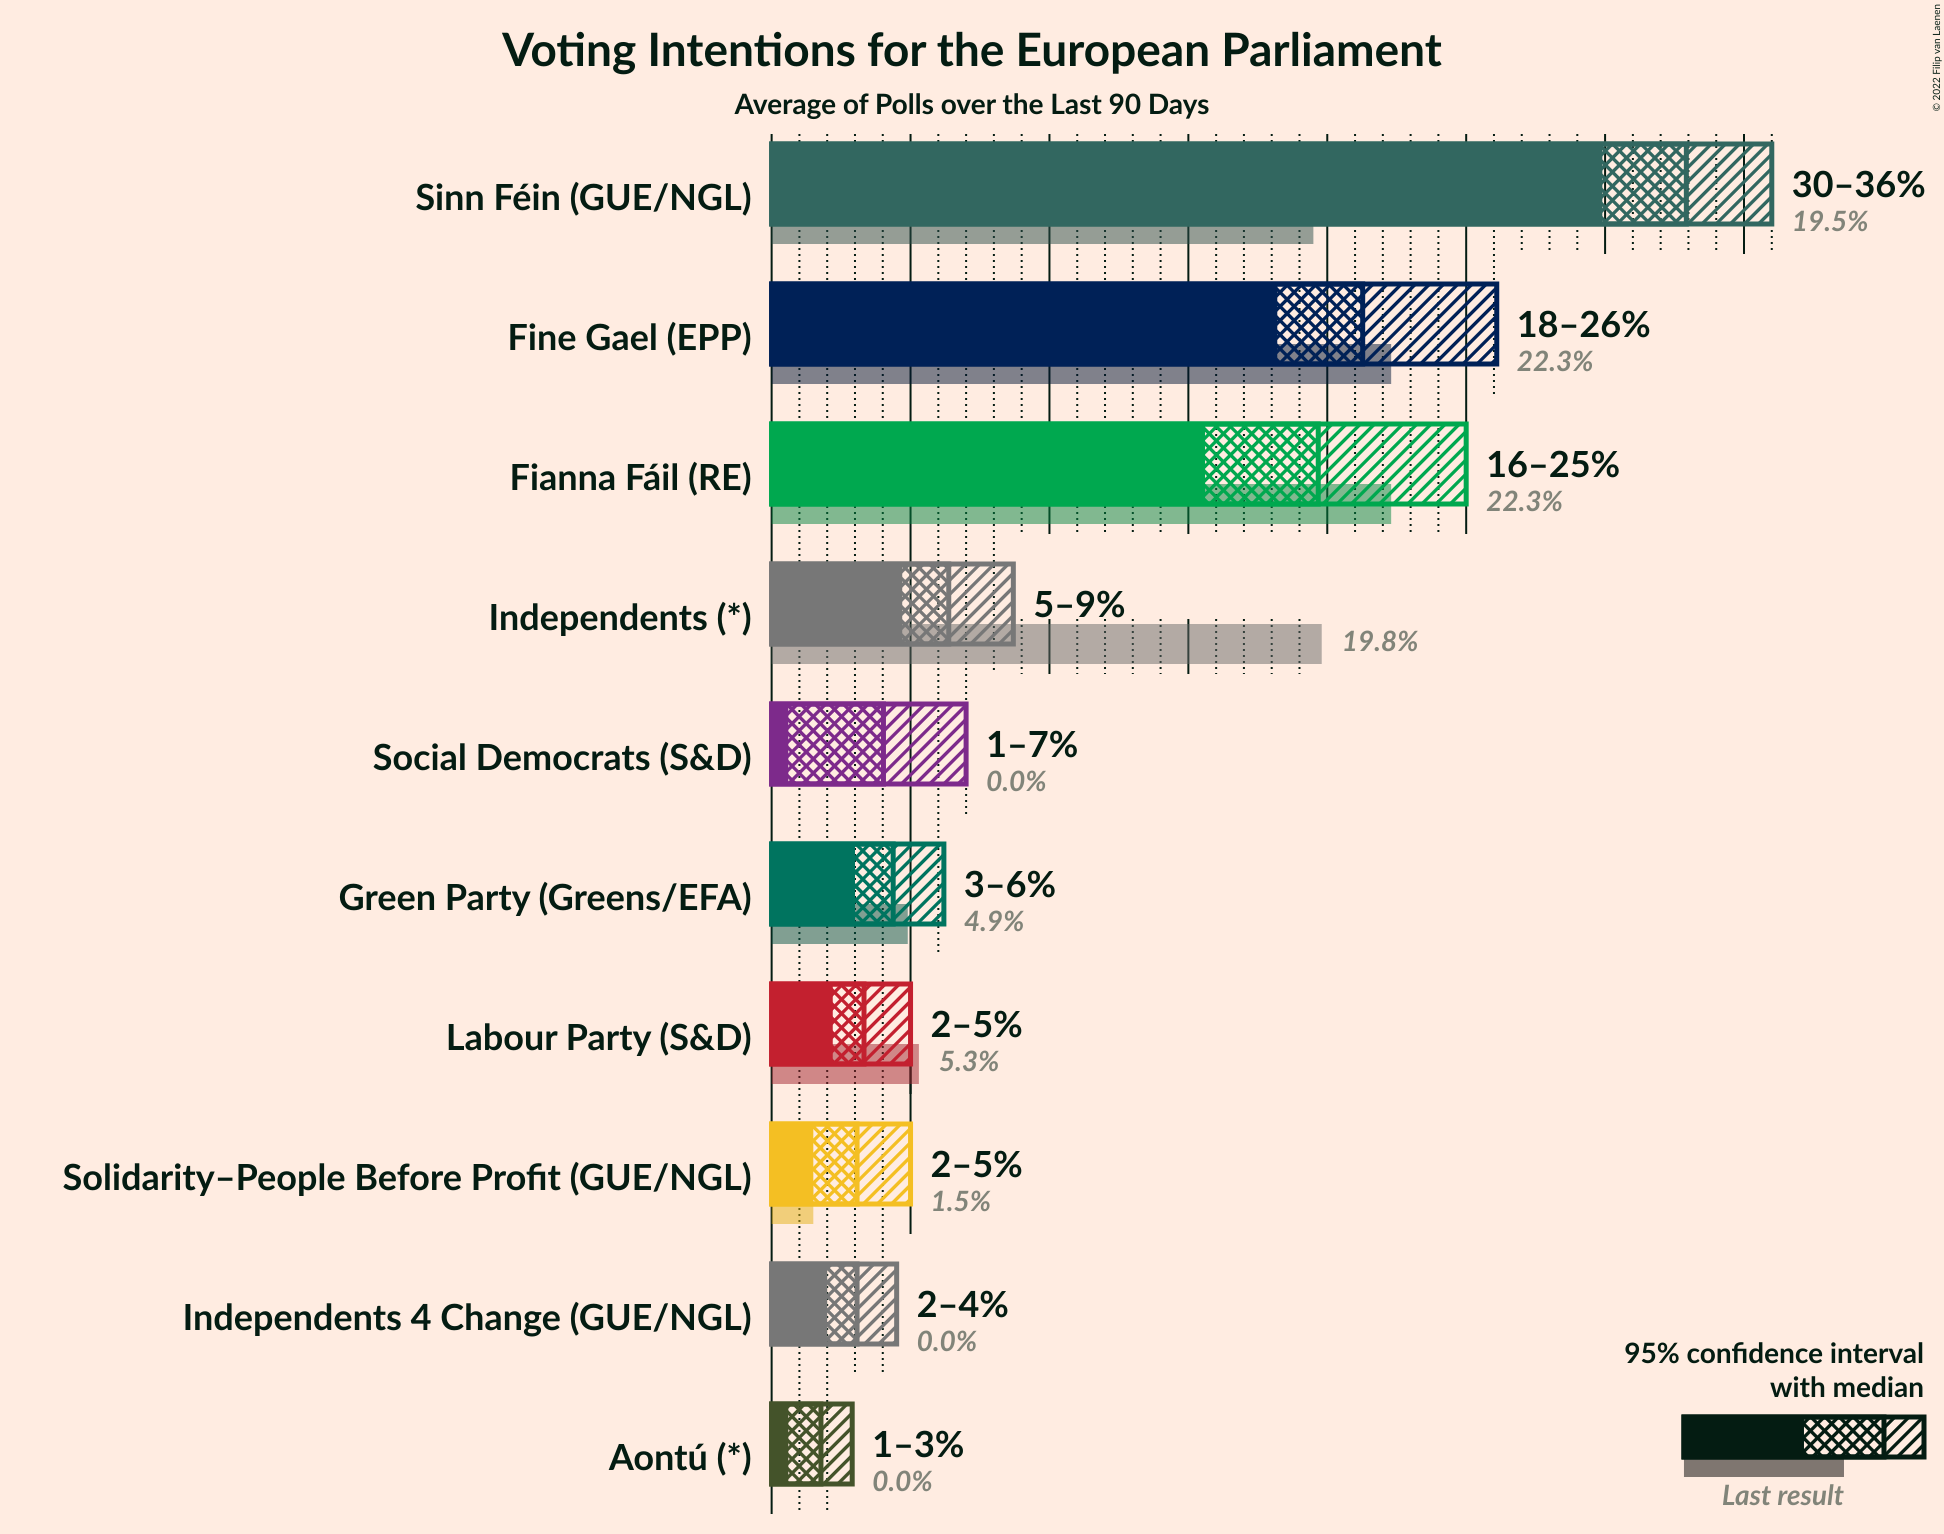 Voting Intentions for the European Parliament
Average of Polls over the Last 90 Days
© 2022 Filip van Laenen
Sinn Féin (GUE/NGL)
30–36%
19.5%
Fine Gael (EPP)
18–26%
22.3%
Fianna Fáil (RE)
16–25%
22.3%
Independents (*)
5–9%
19.8%
Social Democrats (S&D)
1–7%
0.0%
Green Party (Greens/EFA)
3–6%
4.9%
Labour Party (S&D)
2–5%
5.3%
Solidarity–People Before Profit (GUE/NGL)
2–5%
1.5%
Independents 4 Change (GUE/NGL)
2–4%
0.0%
Aontú (*)
1–3%
0.0%
95% confidence interval
with median
Last result